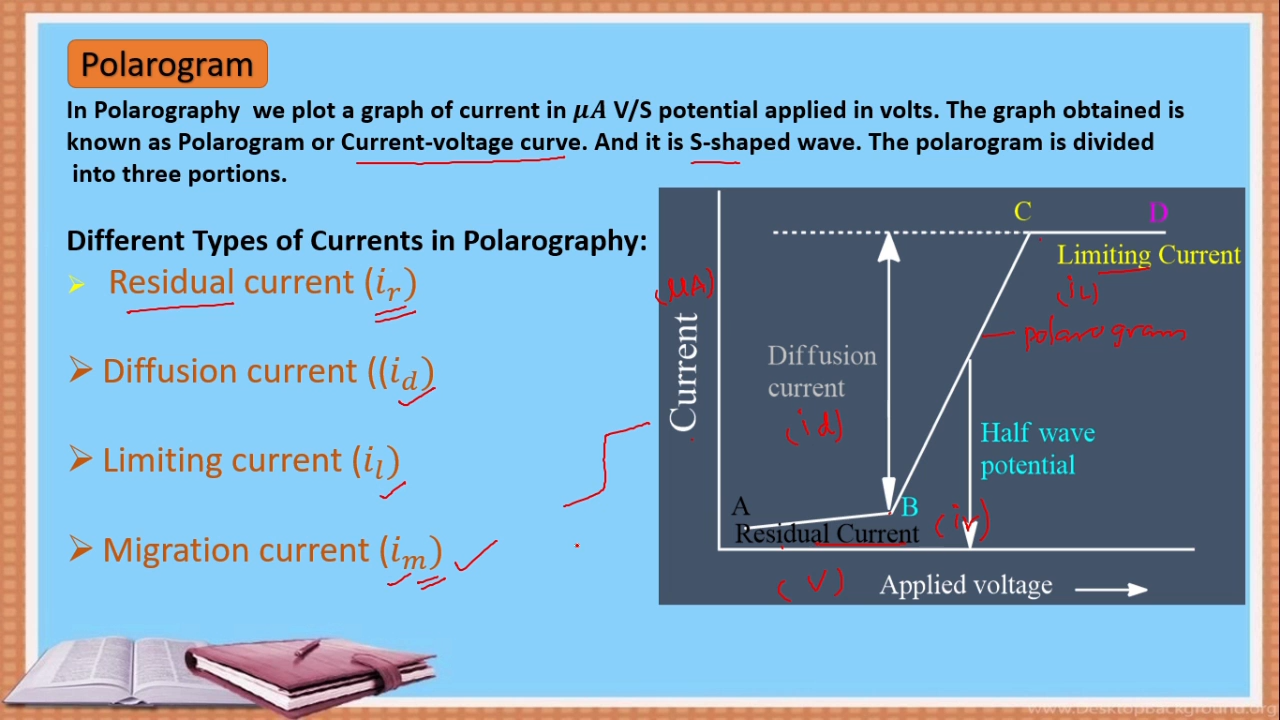 Polarogram
In Polarography we plot a graph of current in μA V/S potential applied in volts. The graph obtained is
known as Polarogram or Current-voltage curve. And it is S-shaped wave. The polarogram is divided
into three portions.
Different Types of Currents in Polarography:
Residual current (i_r)
Diffusion current ((i_d)
Limiting current (i_l)
Migration current (i_m)
C
D
Limiting Current
(iL)
(μA)
Current
polarogram
Diffusion
current
(id)
Half wave
potential
A
B
Residual Current
(ir)
(V)
Applied voltage
www.DesktopBackground.org